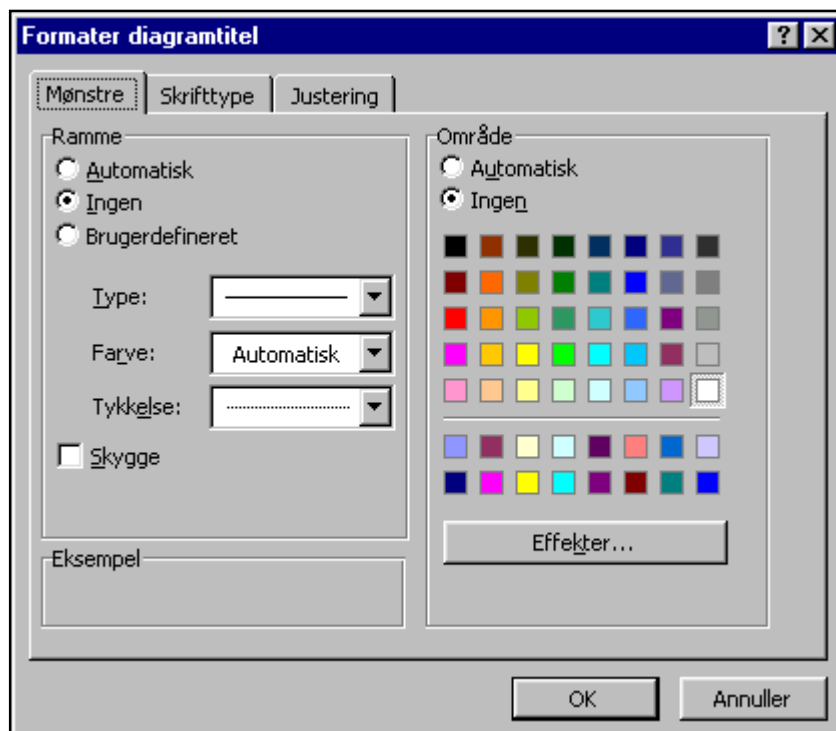 Formater diagramtitel
Mønstre
Skrifttype
Justering
Ramme
Automatisk
Ingen
Brugerdefineret
Type:
Farve:
Automatisk
Tykkelse:
Skygge
Eksempel
Område
Automatisk
Ingen
Effekter...
OK
Annuller